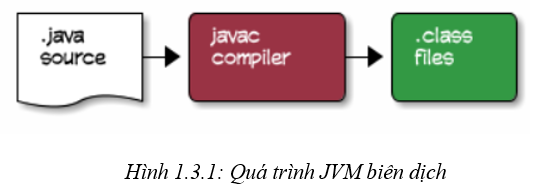 .java
source
javac
compiler
.class
files
Hình 1.3.1: Quá trình JVM biên dịch